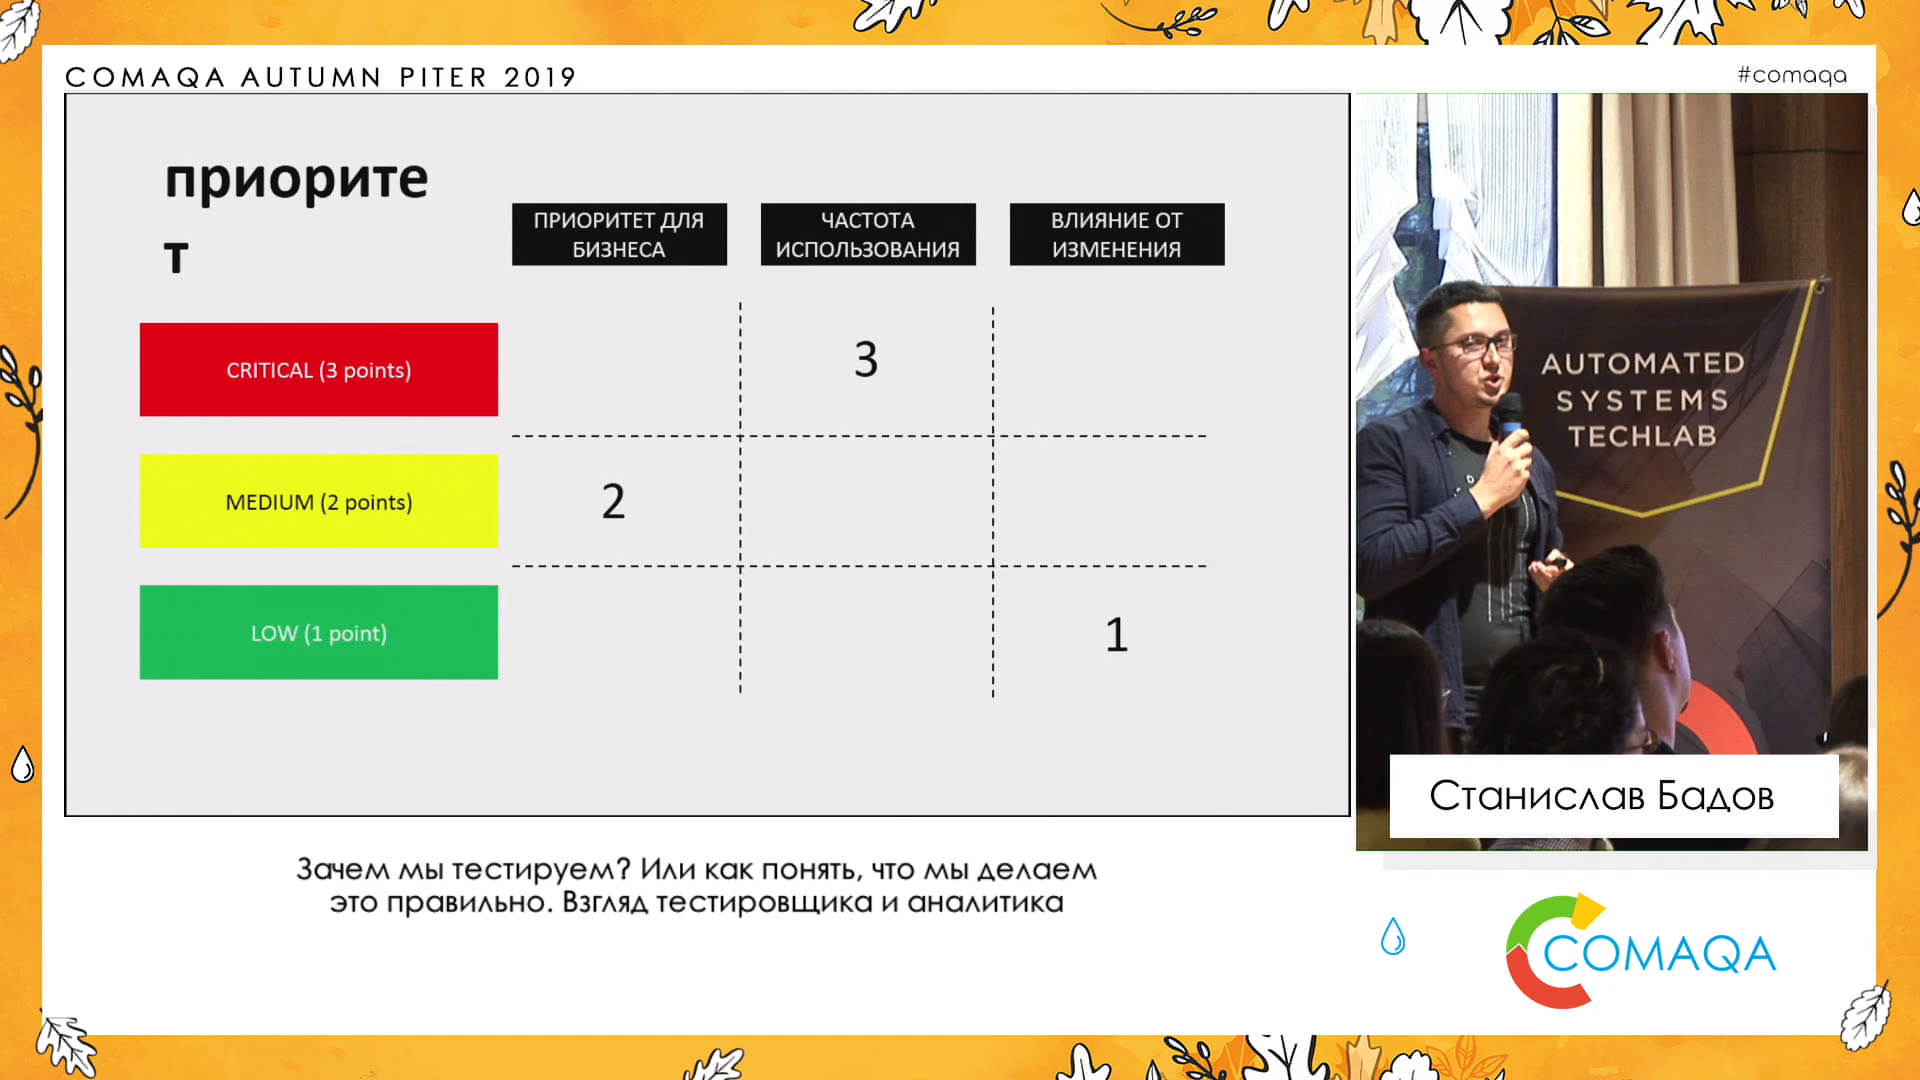 COMAQA AUTUMN PITER 2019
#comaqa
приорите
т
ПРИОРИТЕТ ДЛЯ
БИЗНЕСА
ЧАСТОТА
ИСПОЛЬЗОВАНИЯ
ВЛИЯНИЕ ОТ
ИЗМЕНЕНИЯ
CRITICAL (3 points)
3
MEDIUM (2 points)
2
LOW (1 point)
1
AUTOMATED
SYSTEMS
TECHLAB
Станислав Бадов
Зачем мы тестируем? Или как понять, что мы делаем
это правильно. Взгляд тестировщика и аналитика
COMAQA